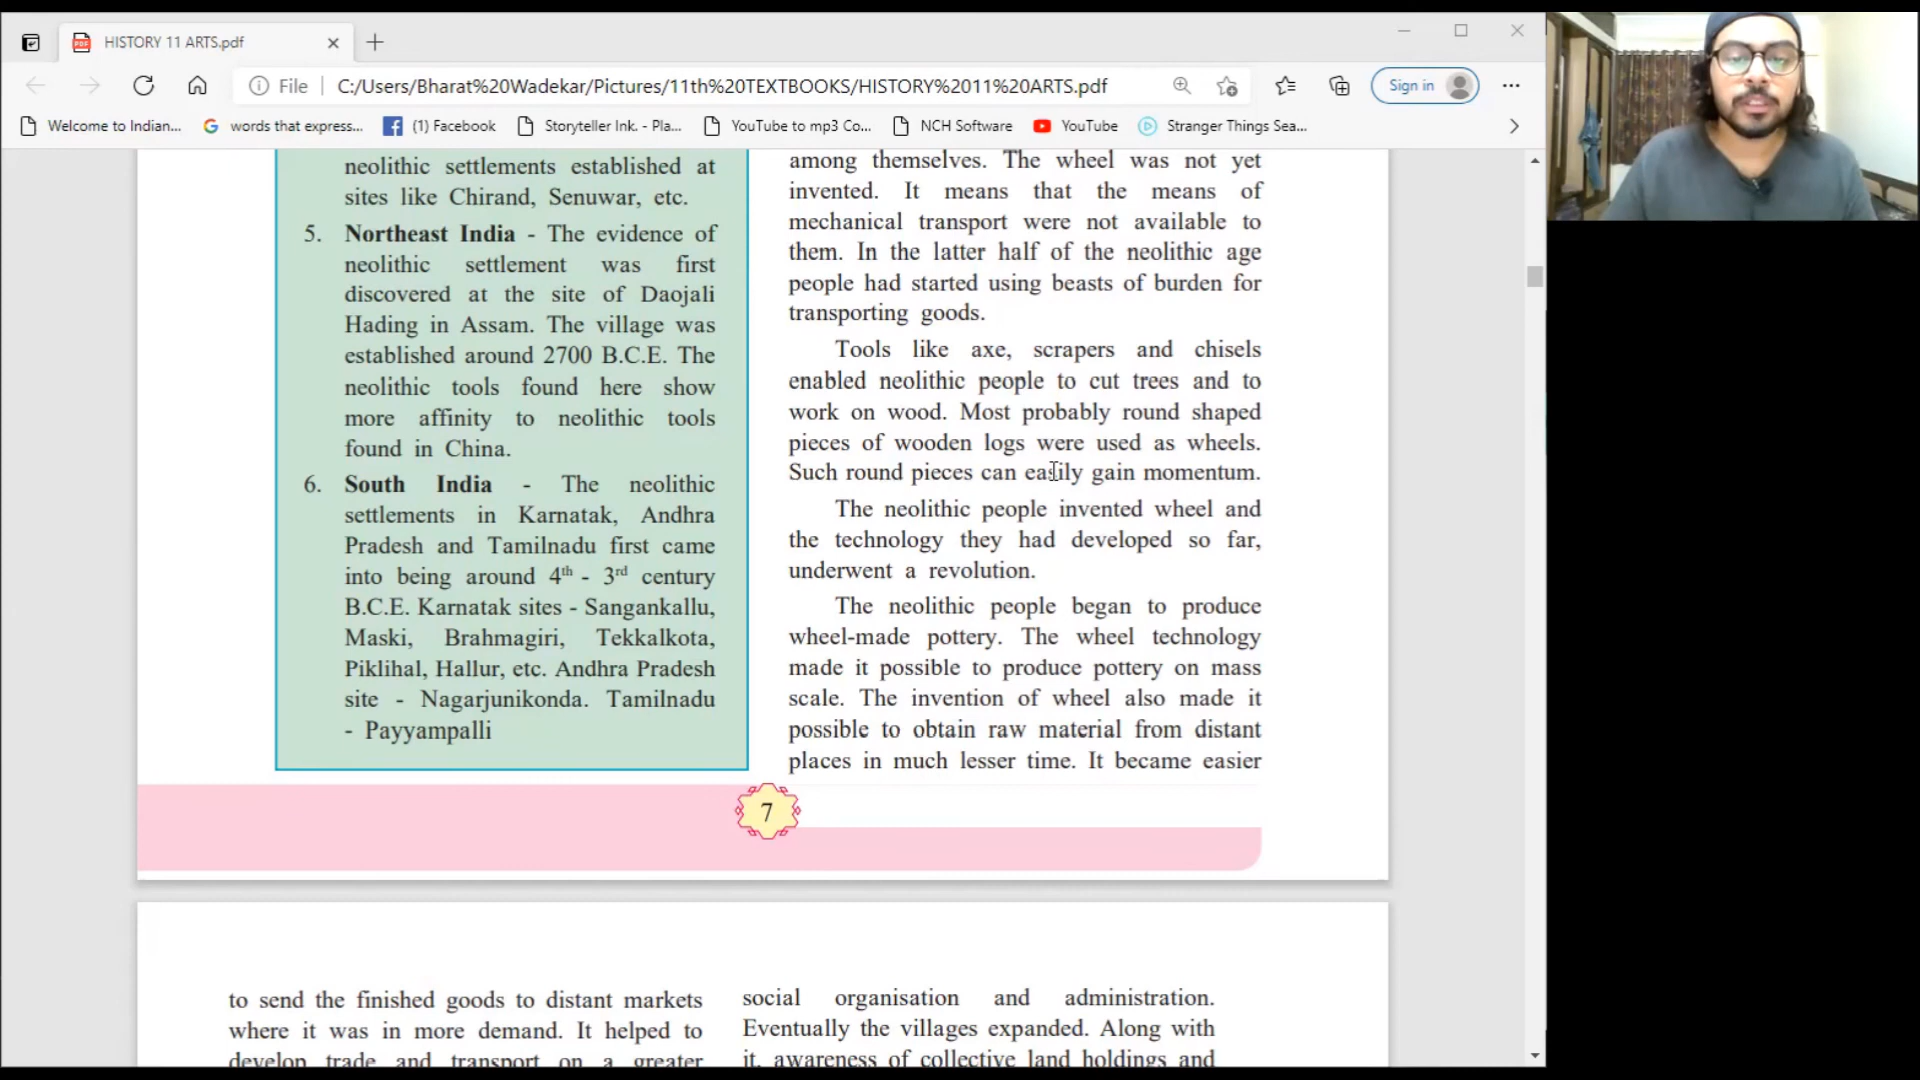 HISTORY 11 ARTS.pdf
File
C:/Users/Bharat%20Wadekar/Pictures/11th%20TEXTBOOKS/HISTORY%2011%20ARTS.pdf
Sign in
Welcome to Indian...
words that express...
(1) Facebook
Storyteller Ink. - Pla...
YouTube to mp3 Co...
NCH Software
YouTube
Stranger Things Sea...
neolithic settlements established at
sites like Chirand, Senuwar, etc.
5. Northeast India - The evidence of
neolithic settlement was first
discovered at the site of Daojali
Hading in Assam. The village was
established around 2700 B.C.E. The
neolithic tools found here show
more affinity to neolithic tools
found in China.
6. South India - The neolithic
settlements in Karnatak, Andhra
Pradesh and Tamilnadu first came
into being around 4th - 3rd century
B.C.E. Karnatak sites - Sangankallu,
Maski, Brahmagiri, Tekkalkota,
Piklihal, Hallur, etc. Andhra Pradesh
site - Nagarjunikonda. Tamilnadu
- Payyampalli
among themselves. The wheel was not yet
invented. It means that the means of
mechanical transport were not available to
them. In the latter half of the neolithic age
people had started using beasts of burden for
transporting goods.
Tools like axe, scrapers and chisels
enabled neolithic people to cut trees and to
work on wood. Most probably round shaped
pieces of wooden logs were used as wheels.
Such round pieces can easily gain momentum.
The neolithic people invented wheel and
the technology they had developed so far,
underwent a revolution.
The neolithic people began to produce
wheel-made pottery. The wheel technology
made it possible to produce pottery on mass
scale. The invention of wheel also made it
possible to obtain raw material from distant
places in much lesser time. It became easier
7
to send the finished goods to distant markets
where it was in more demand. It helped to
develop trade and transport on a greater
social organisation and administration.
Eventually the villages expanded. Along with
it, awareness of collective land holdings and